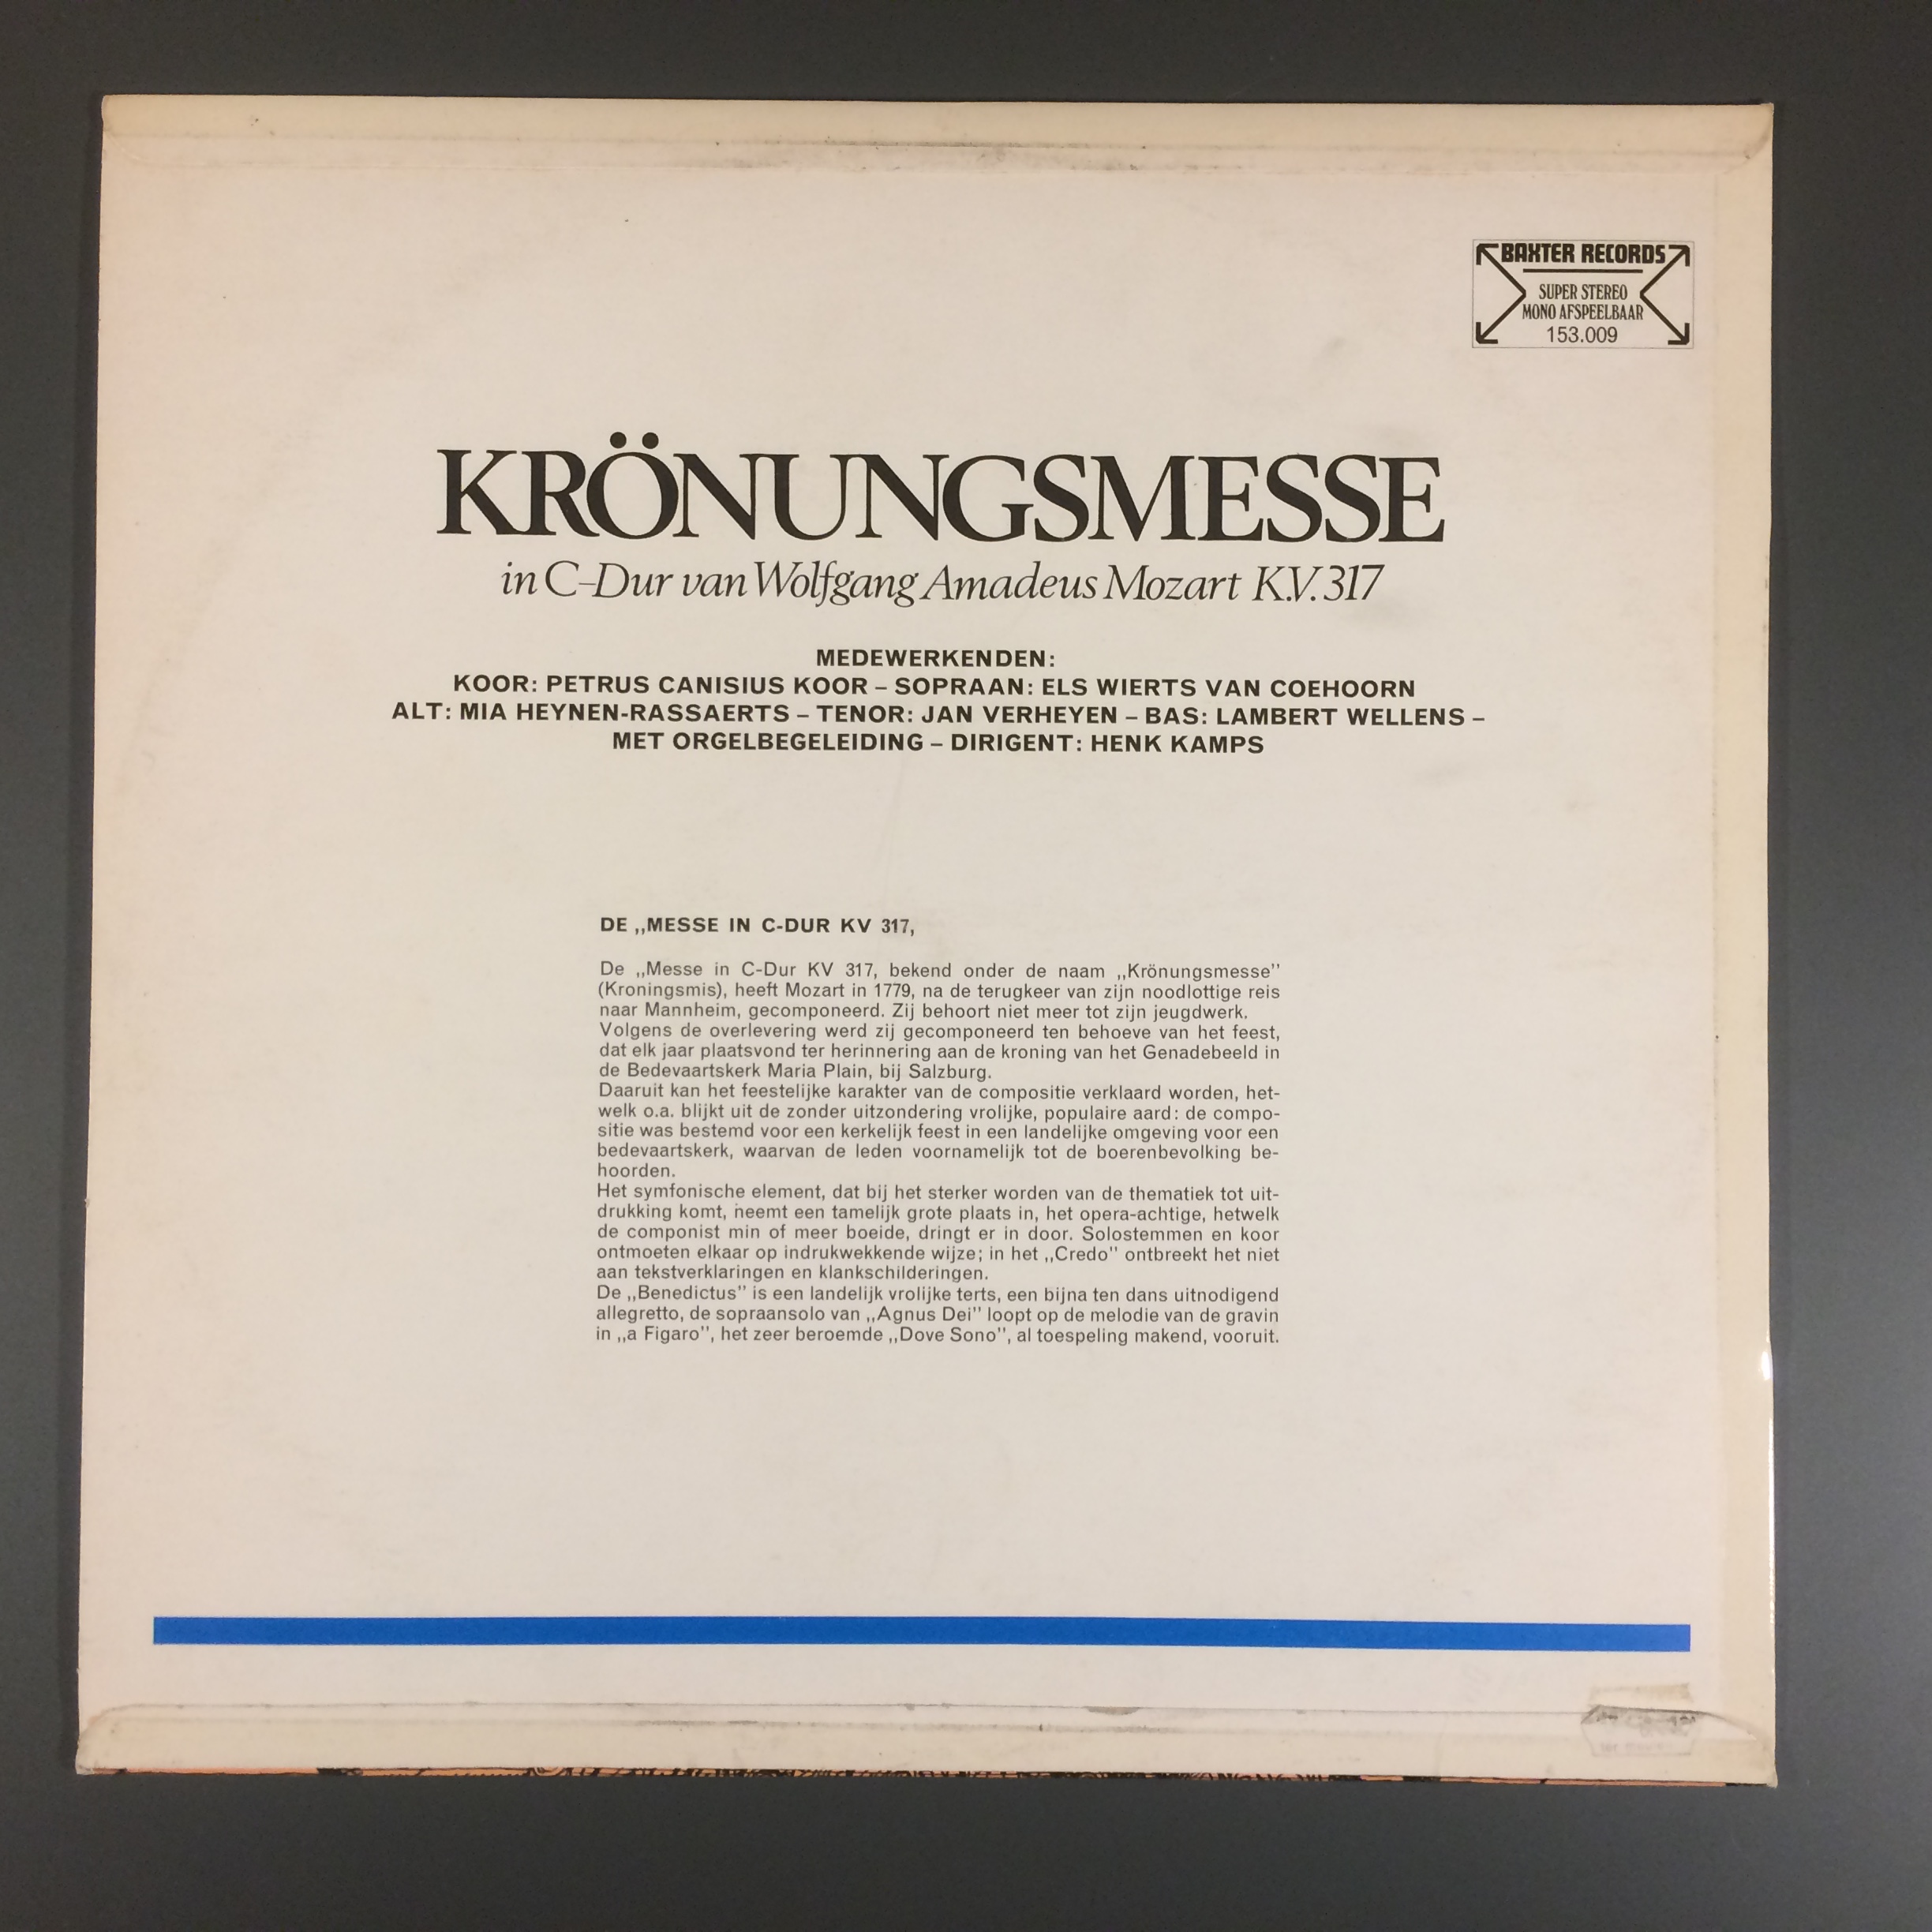 BAXTER RECORDS
SUPER STEREO
MONO AFSPEELBAAR
153.009
KRÖNUNGSMESSE
in C-Dur van Wolfgang Amadeus Mozart K.V. 317
MEDEWERKENDEN:
KOOR: PETRUS CANISIUS KOOR – SOPRAAN: ELS WIERTS VAN COEHOORN
ALT: MIA HEYNEN-RASSAERTS – TENOR: JAN VERHEYEN – BAS: LAMBERT WELLENS –
MET ORGELBEGELEIDING – DIRIGENT: HENK KAMPS
DE ,,MESSE IN C-DUR KV 317,
De ,,Messe in C-Dur KV 317, bekend onder de naam ,,Krönungsmesse''
(Kroningsmis), heeft Mozart in 1779, na de terugkeer van zijn noodlottige reis
naar Mannheim, gecomponeerd. Zij behoort niet meer tot zijn jeugdwerk.
Volgens de overlevering werd zij gecomponeerd ten behoeve van het feest,
dat elk jaar plaatsvond ter herinnering aan de kroning van het Genadebeeld in
de Bedevaartskerk Maria Plain, bij Salzburg.
Daaruit kan het feestelijke karakter van de compositie verklaard worden, het-
welk o.a. blijkt uit de zonder uitzondering vrolijke, populaire aard: de compo-
sitie was bestemd voor een kerkelijk feest in een landelijke omgeving voor een
bedevaartskerk, waarvan de leden voornamelijk tot de boerenbevolking be-
hoorden.
Het symfonische element, dat bij het sterker worden van de thematiek tot uit-
drukking komt, neemt een tamelijk grote plaats in, het opera-achtige, hetwelk
de componist min of meer boeide, dringt er in door. Solostemmen en koor
ontmoeten elkaar op indrukwekkende wijze; in het ,,Credo'' ontbreekt het niet
aan tekstverklaringen en klankschilderingen.
De ,,Benedictus'' is een landelijk vrolijke terts, een bijna ten dans uitnodigend
allegretto, de sopraansolo van ,,Agnus Dei'' loopt op de melodie van de gravin
in ,,a Figaro'', het zeer beroemde ,,Dove Sono'', al toespeling makend, vooruit.